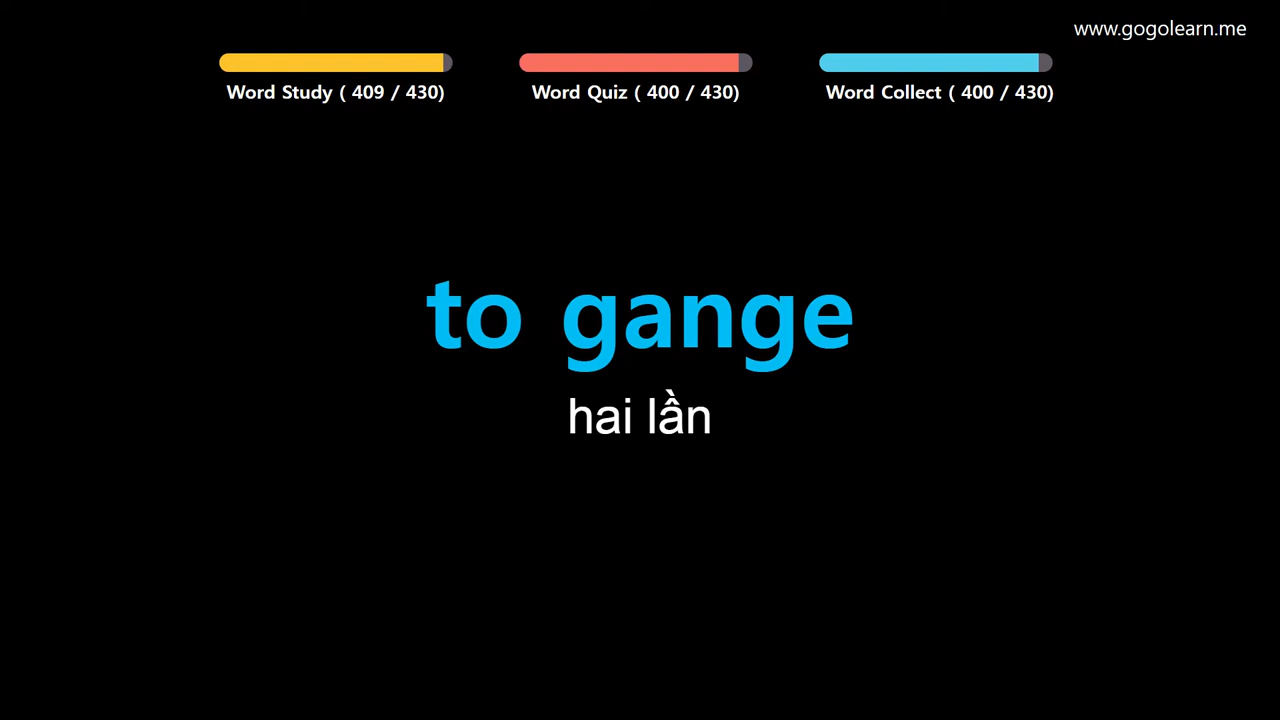 www.gogolearn.me
Word Study ( 409 / 430)
Word Quiz ( 400 / 430)
Word Collect ( 400 / 430)
to gange
hai lần